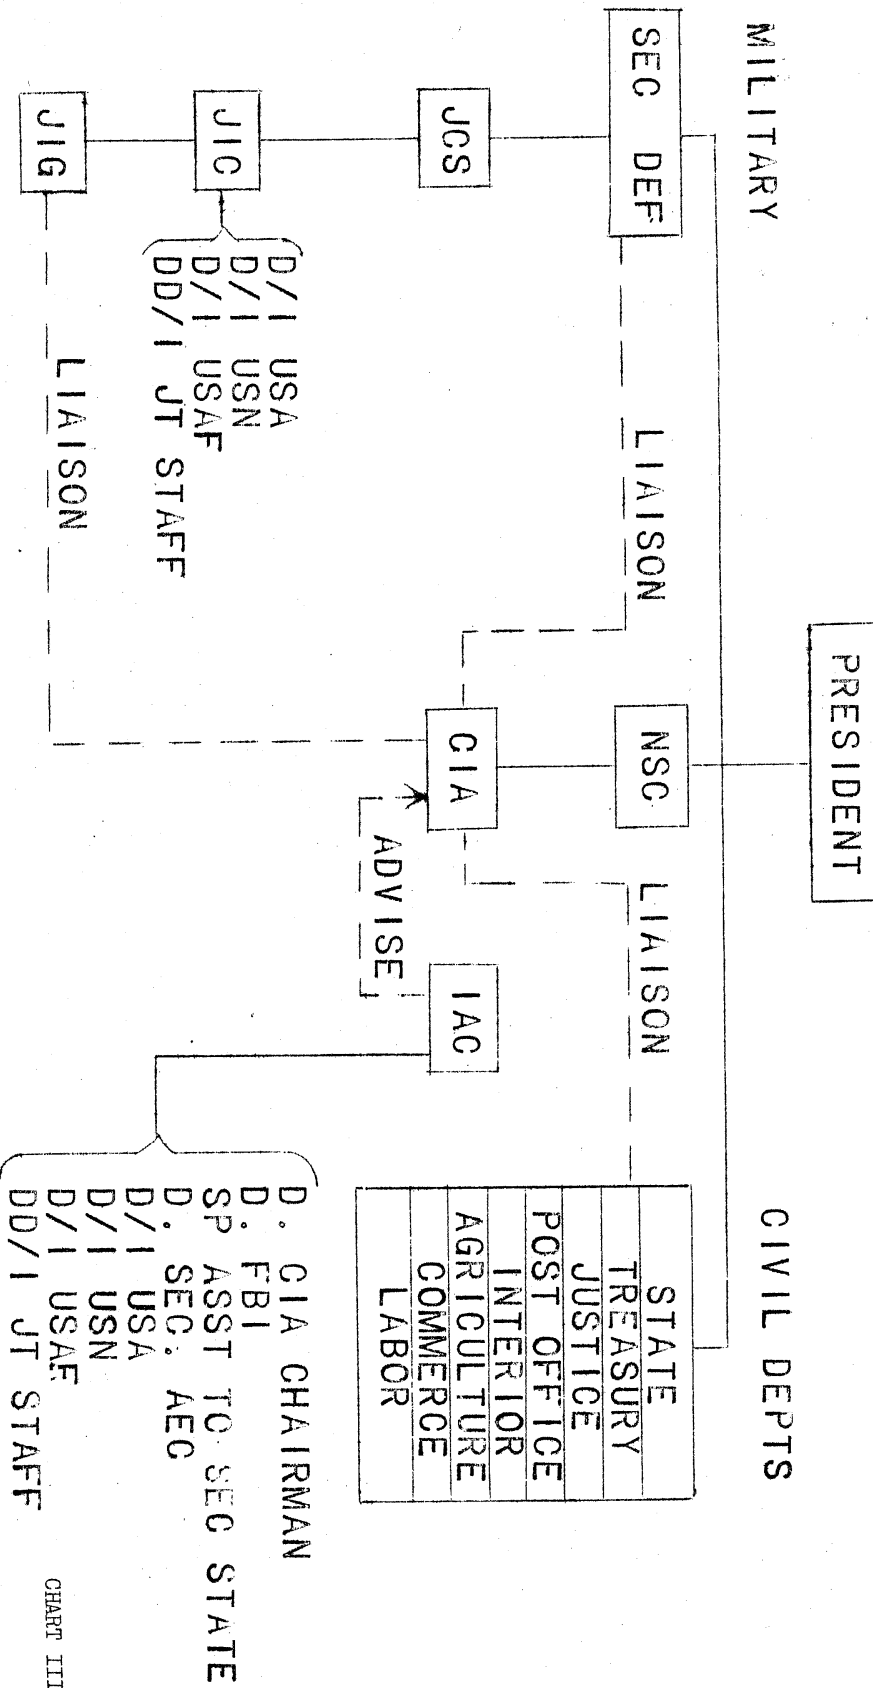 PRESIDENT
MILITARY
CIVIL DEPTS
SEC DEF
NSC
LIAISON
LIAISON
STATE
TREASURY
JUSTICE
POST OFFICE
INTERIOR
AGRICULTURE
COMMERCE
LABOR
JCS
CIA
IAC
ADVISE
JIC
D/I USA
D/I USN
D/I USAF
DD/I JT STAFF
JIG
LIAISON
D. CIA CHAIRMAN
D. FBI
SP ASST TO SEC STATE
D. SEC. AEC
D/I USA
D/I USN
D/I USAF
DD/I JT STAFF
CHART III